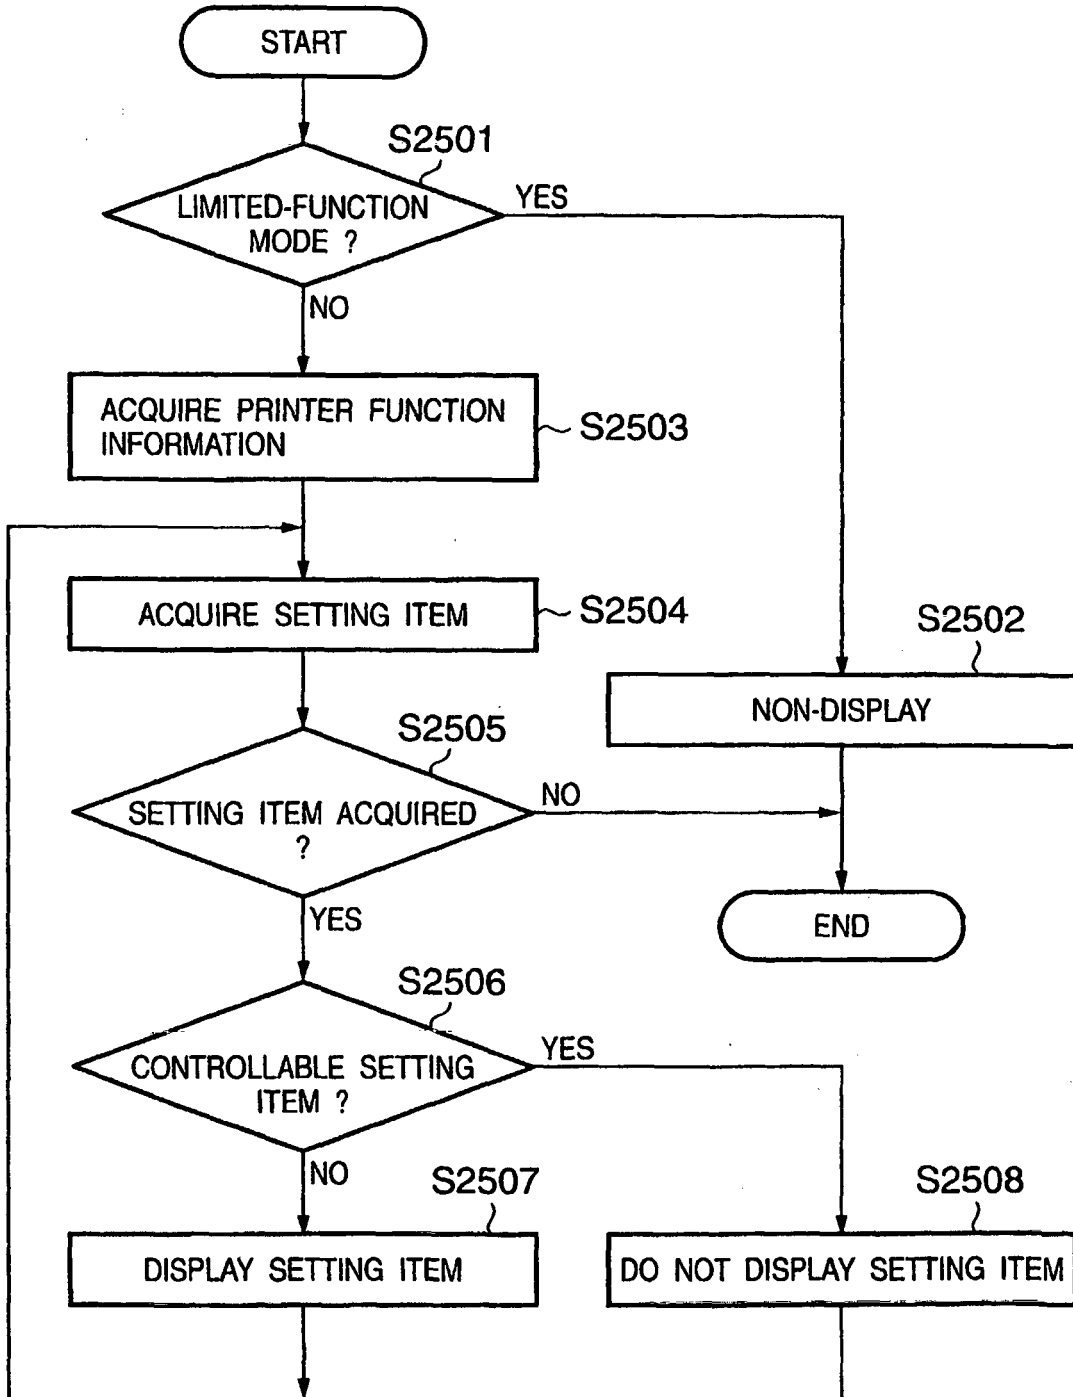 START
S2501
LIMITED-FUNCTION
MODE ?
YES
NO
ACQUIRE PRINTER FUNCTION
INFORMATION
S2503
ACQUIRE SETTING ITEM
S2504
S2502
NON-DISPLAY
S2505
SETTING ITEM ACQUIRED
?
NO
YES
END
S2506
CONTROLLABLE SETTING
ITEM ?
YES
NO
S2507
DISPLAY SETTING ITEM
S2508
DO NOT DISPLAY SETTING ITEM